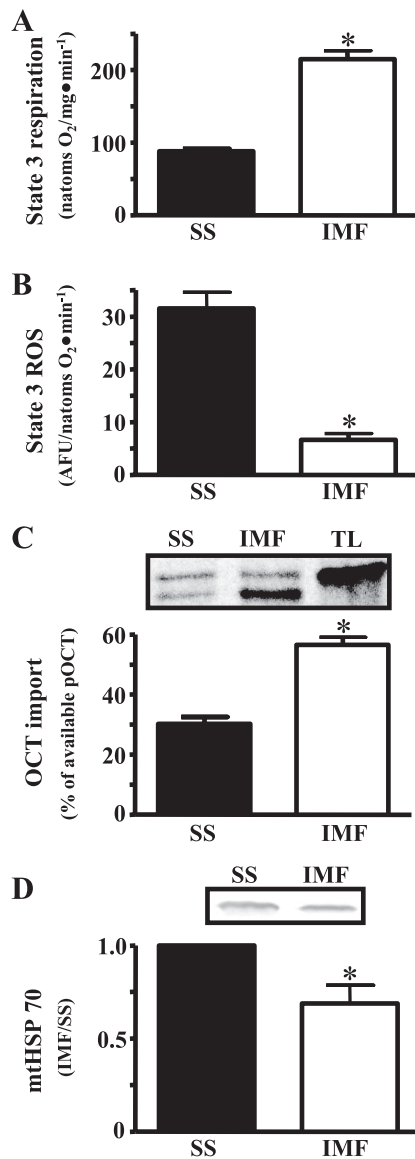 A
State 3 respiration
(natoms O₂/mg●min⁻¹)
200
100
0
*
SS IMF
B
State 3 ROS
(AFU/natoms O₂●min⁻¹)
30
20
10
0
*
SS IMF
C
SS IMF TL
OCT import
(% of available pOCT)
60
40
20
0
*
SS IMF
D
SS IMF
mtHSP 70
(IMF/SS)
1.0
0.5
0
*
SS IMF